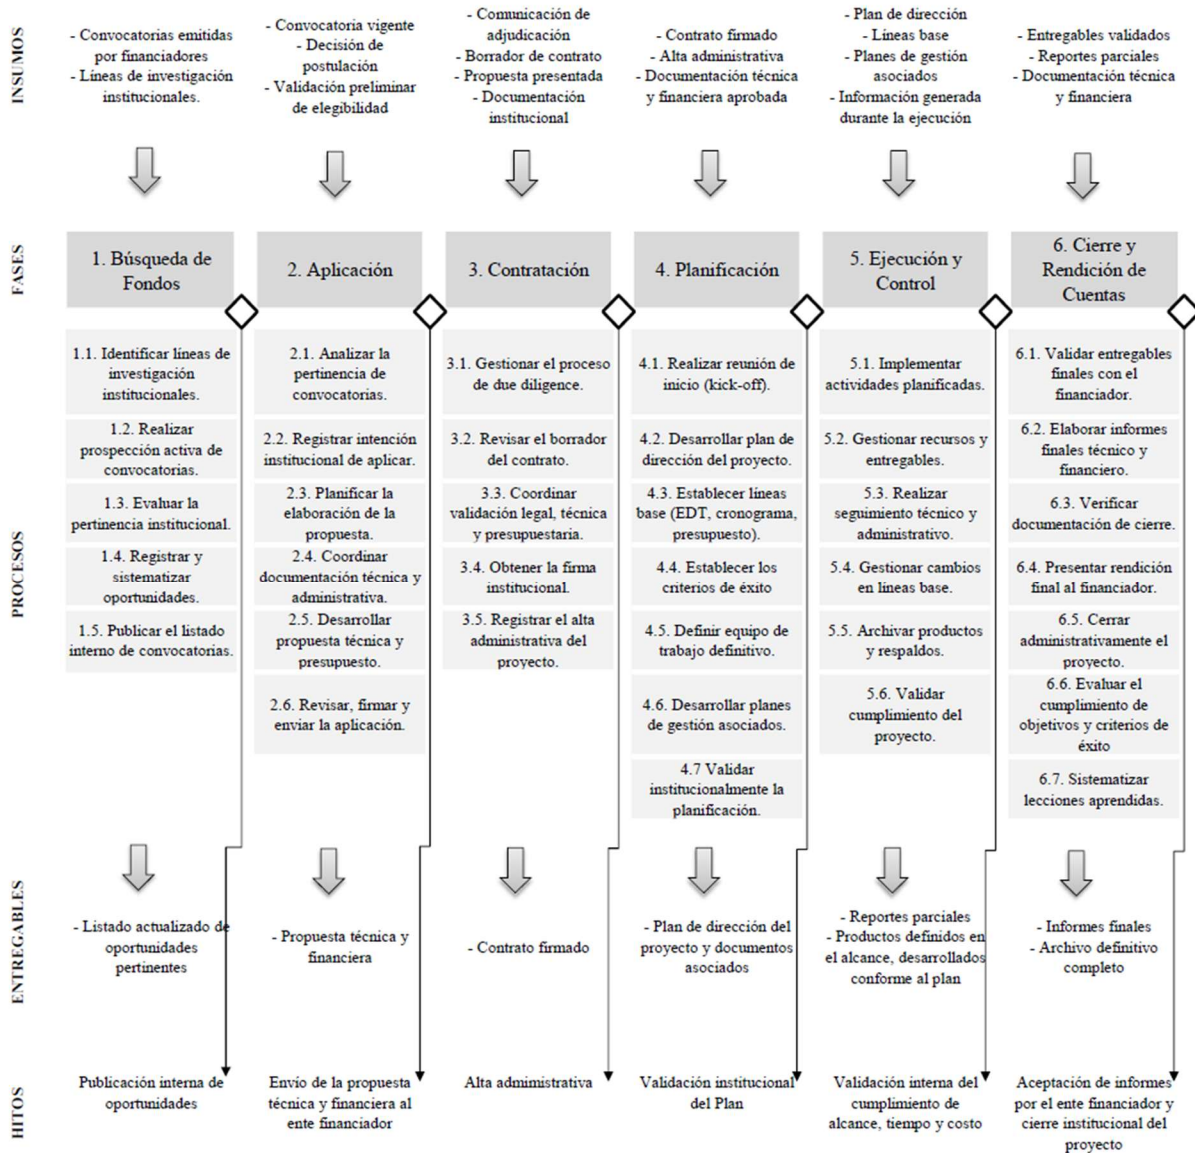 INSUMOS
- Convocatorias emitidas
por financiadores
- Líneas de investigación
institucionales.
- Convocatoria vigente
- Decisión de
postulación
- Validación preliminar
de elegibilidad
- Comunicación de
adjudicación
- Borrador de contrato
- Propuesta presentada
- Documentación
institucional
- Contrato firmado
- Alta administrativa
- Documentación técnica
y financiera aprobada
- Plan de dirección
- Líneas base
- Planes de gestión
asociados
- Información generada
durante la ejecución
- Entregables validados
- Reportes parciales
- Documentación técnica
y financiera
FASES
1. Búsqueda de
Fondos
2. Aplicación
3. Contratación
4. Planificación
5. Ejecución y
Control
6. Cierre y
Rendición de
Cuentas
PROCESOS
1.1. Identificar líneas de
investigación
institucionales.
1.2. Realizar
prospección activa de
convocatorias.
1.3. Evaluar la
pertinencia institucional.
1.4. Registrar y
sistematizar
oportunidades.
1.5. Publicar el listado
interno de convocatorias.
2.1. Analizar la
pertinencia de
convocatorias.
2.2. Registrar intención
institucional de aplicar.
2.3. Planificar la
elaboración de la
propuesta.
2.4. Coordinar
documentación técnica y
administrativa.
2.5. Desarrollar
propuesta técnica y
presupuesto.
2.6. Revisar, firmar y
enviar la aplicación.
3.1. Gestionar el proceso
de due diligence.
3.2. Revisar el borrador
del contrato.
3.3. Coordinar
validación legal, técnica
y presupuestaria.
3.4. Obtener la firma
institucional.
3.5. Registrar el alta
administrativa del
proyecto.
4.1. Realizar reunión de
inicio (kick-off).
4.2. Desarrollar plan de
dirección del proyecto.
4.3. Establecer líneas
base (EDT, cronograma,
presupuesto).
4.4. Establecer los
criterios de éxito
4.5. Definir equipo de
trabajo definitivo.
4.6. Desarrollar planes
de gestión asociados.
4.7 Validar
institucionalmente la
planificación.
5.1. Implementar
actividades planificadas.
5.2. Gestionar recursos y
entregables.
5.3. Realizar
seguimiento técnico y
administrativo.
5.4. Gestionar cambios
en líneas base.
5.5. Archivar productos
y respaldos.
5.6. Validar
cumplimiento del
proyecto.
6.1. Validar entregables
finales con el
financiador.
6.2. Elaborar informes
finales técnico y
financiero.
6.3. Verificar
documentación de cierre.
6.4. Presentar rendición
final al financiador.
6.5. Cerrar
administrativamente el
proyecto.
6.6. Evaluar el
cumplimiento de
objetivos y criterios de
éxito
6.7. Sistematizar
lecciones aprendidas.
ENTREGABLES
- Listado actualizado de
oportunidades
pertinentes
- Propuesta técnica y
financiera
- Contrato firmado
- Plan de dirección del
proyecto y documentos
asociados
- Reportes parciales
- Productos definidos en
el alcance, desarrollados
conforme al plan
- Informes finales
- Archivo definitivo
completo
HITOS
Publicación interna de
oportunidades
Envío de la propuesta
técnica y financiera al
ente financiador
Alta administrativa
Validación institucional
del Plan
Validación interna del
cumplimiento de
alcance, tiempo y costo
Aceptación de informes
por el ente financiador y
cierre institucional del
proyecto